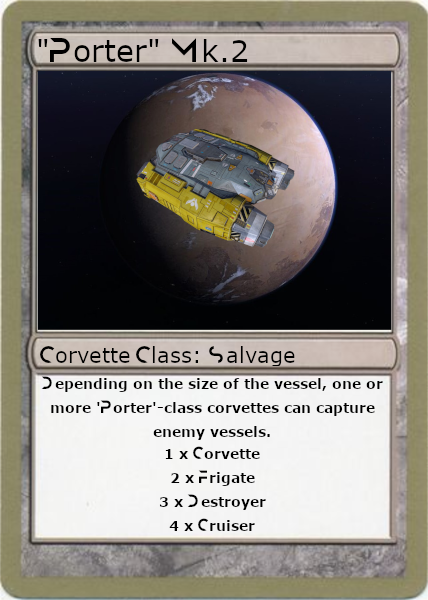 "Porter" Mk.2
Corvette Class: Salvage
Depending on the size of the vessel, one or
more 'Porter'-class corvettes can capture
enemy vessels.
1 x Corvette
2 x Frigate
3 x Destroyer
4 x Cruiser